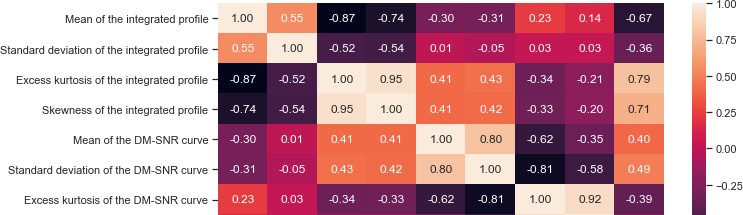 Mean of the integrated profile 1.00 0.55 -0.87 -0.74 -0.30 -0.31 0.23 0.14 -0.67
Standard deviation of the integrated profile 0.55 1.00 -0.52 -0.54 0.01 -0.05 0.03 0.03 -0.36
Excess kurtosis of the integrated profile -0.87 -0.52 1.00 0.95 0.41 0.43 -0.34 -0.21 0.79
Skewness of the integrated profile -0.74 -0.54 0.95 1.00 0.41 0.42 -0.33 -0.20 0.71
Mean of the DM-SNR curve -0.30 0.01 0.41 0.41 1.00 0.80 -0.62 -0.35 0.40
Standard deviation of the DM-SNR curve -0.31 -0.05 0.43 0.42 0.80 1.00 -0.81 -0.58 0.49
Excess kurtosis of the DM-SNR curve 0.23 0.03 -0.34 -0.33 -0.62 -0.81 1.00 0.92 -0.39
1.00
0.75
0.50
0.25
0.00
-0.25